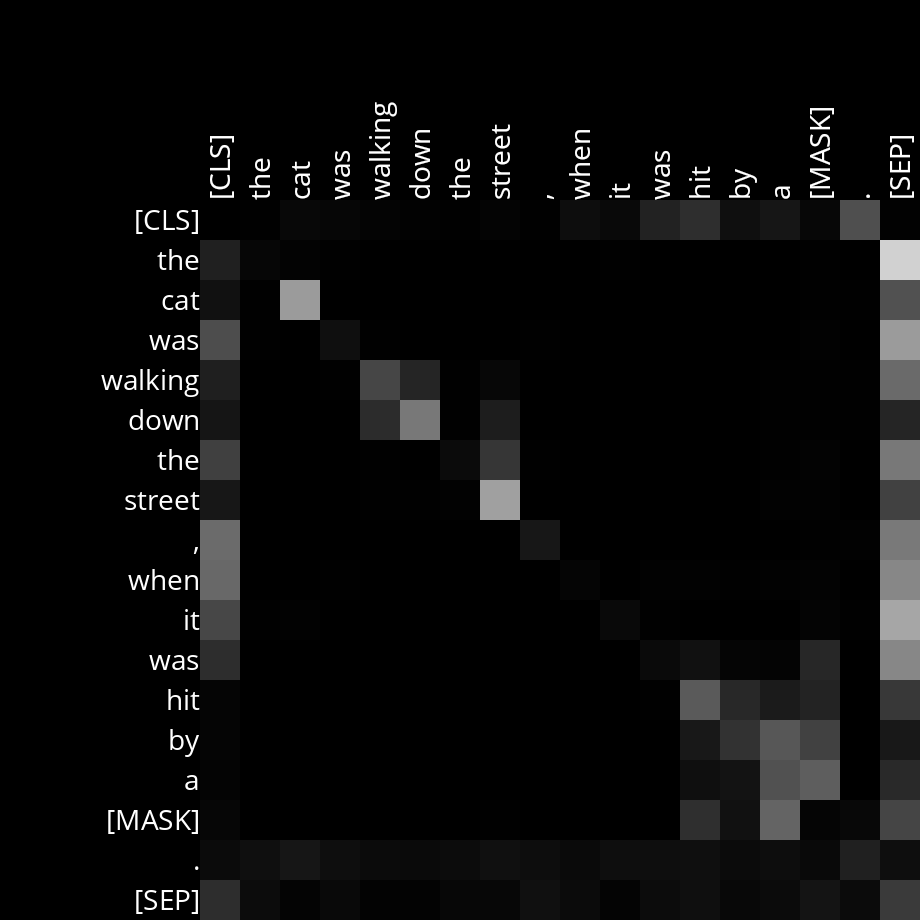 [CLS] the cat was walking down the street , when it was hit by a [MASK] . [SEP]
[CLS]
the
cat
was
walking
down
the
street
,
when
it
was
hit
by
a
[MASK]
.
[SEP]